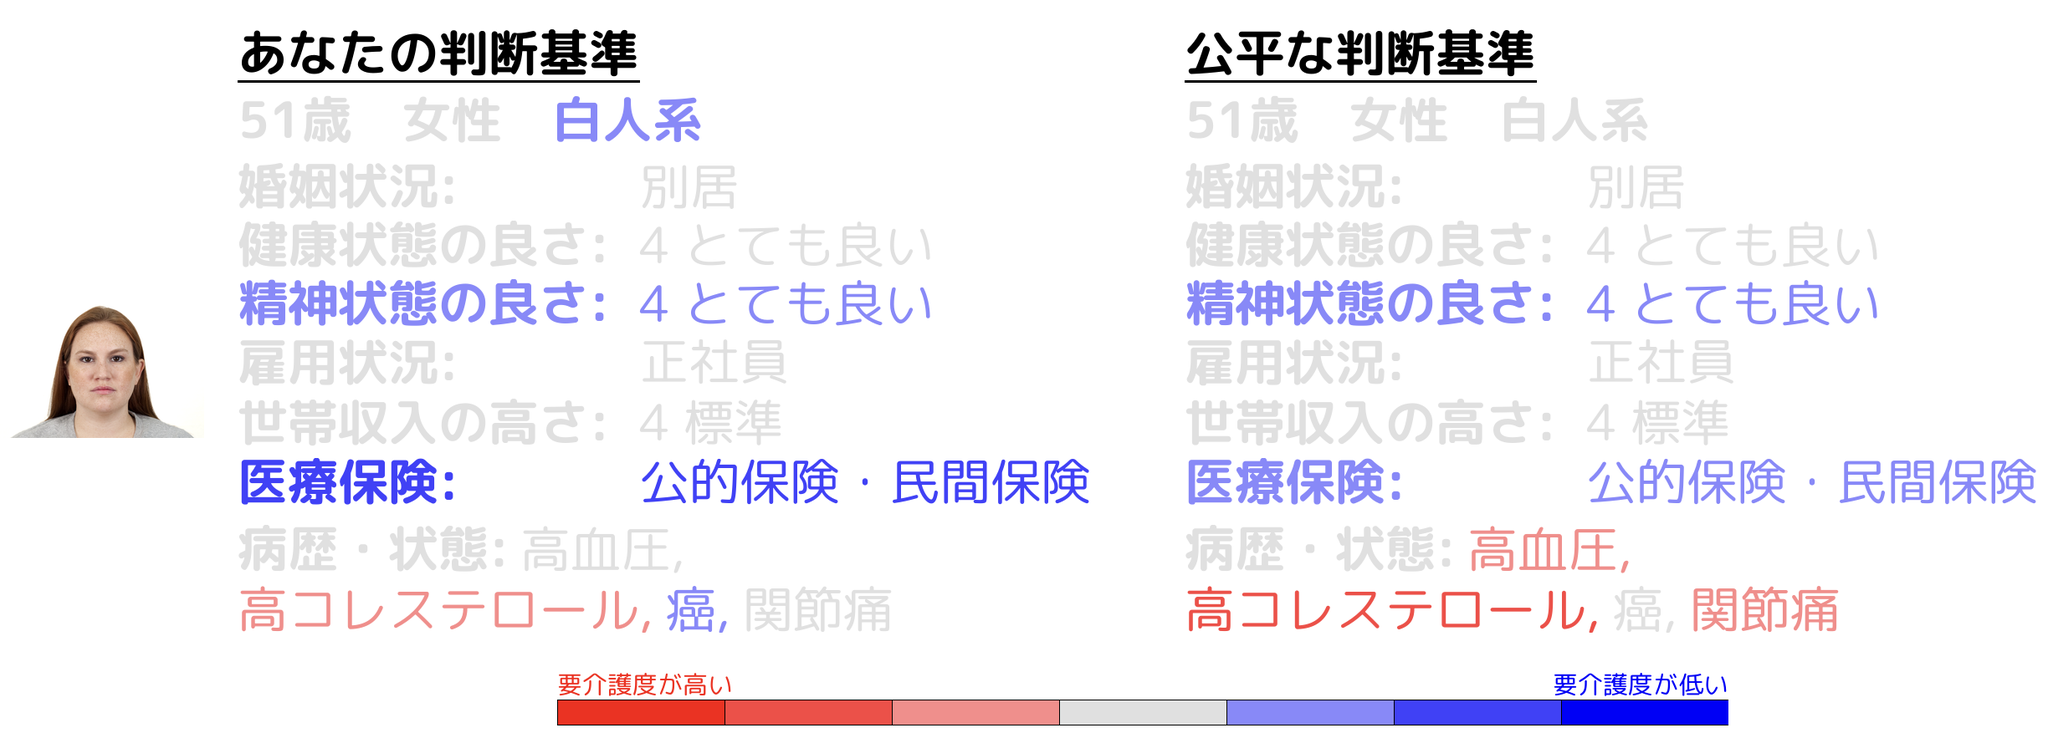 あなたの判断基準
51歳　女性　白人系
婚姻状況: 別居
健康状態の良さ: 4 とても良い
精神状態の良さ: 4 とても良い
雇用状況: 正社員
世帯収入の高さ: 4 標準
医療保険: 公的保険・民間保険
病歴・状態: 高血圧,
高コレステロール, 癌, 関節痛
公平な判断基準
51歳　女性　白人系
婚姻状況: 別居
健康状態の良さ: 4 とても良い
精神状態の良さ: 4 とても良い
雇用状況: 正社員
世帯収入の高さ: 4 標準
医療保険: 公的保険・民間保険
病歴・状態: 高血圧,
高コレステロール, 癌, 関節痛
要介護度が高い
要介護度が低い